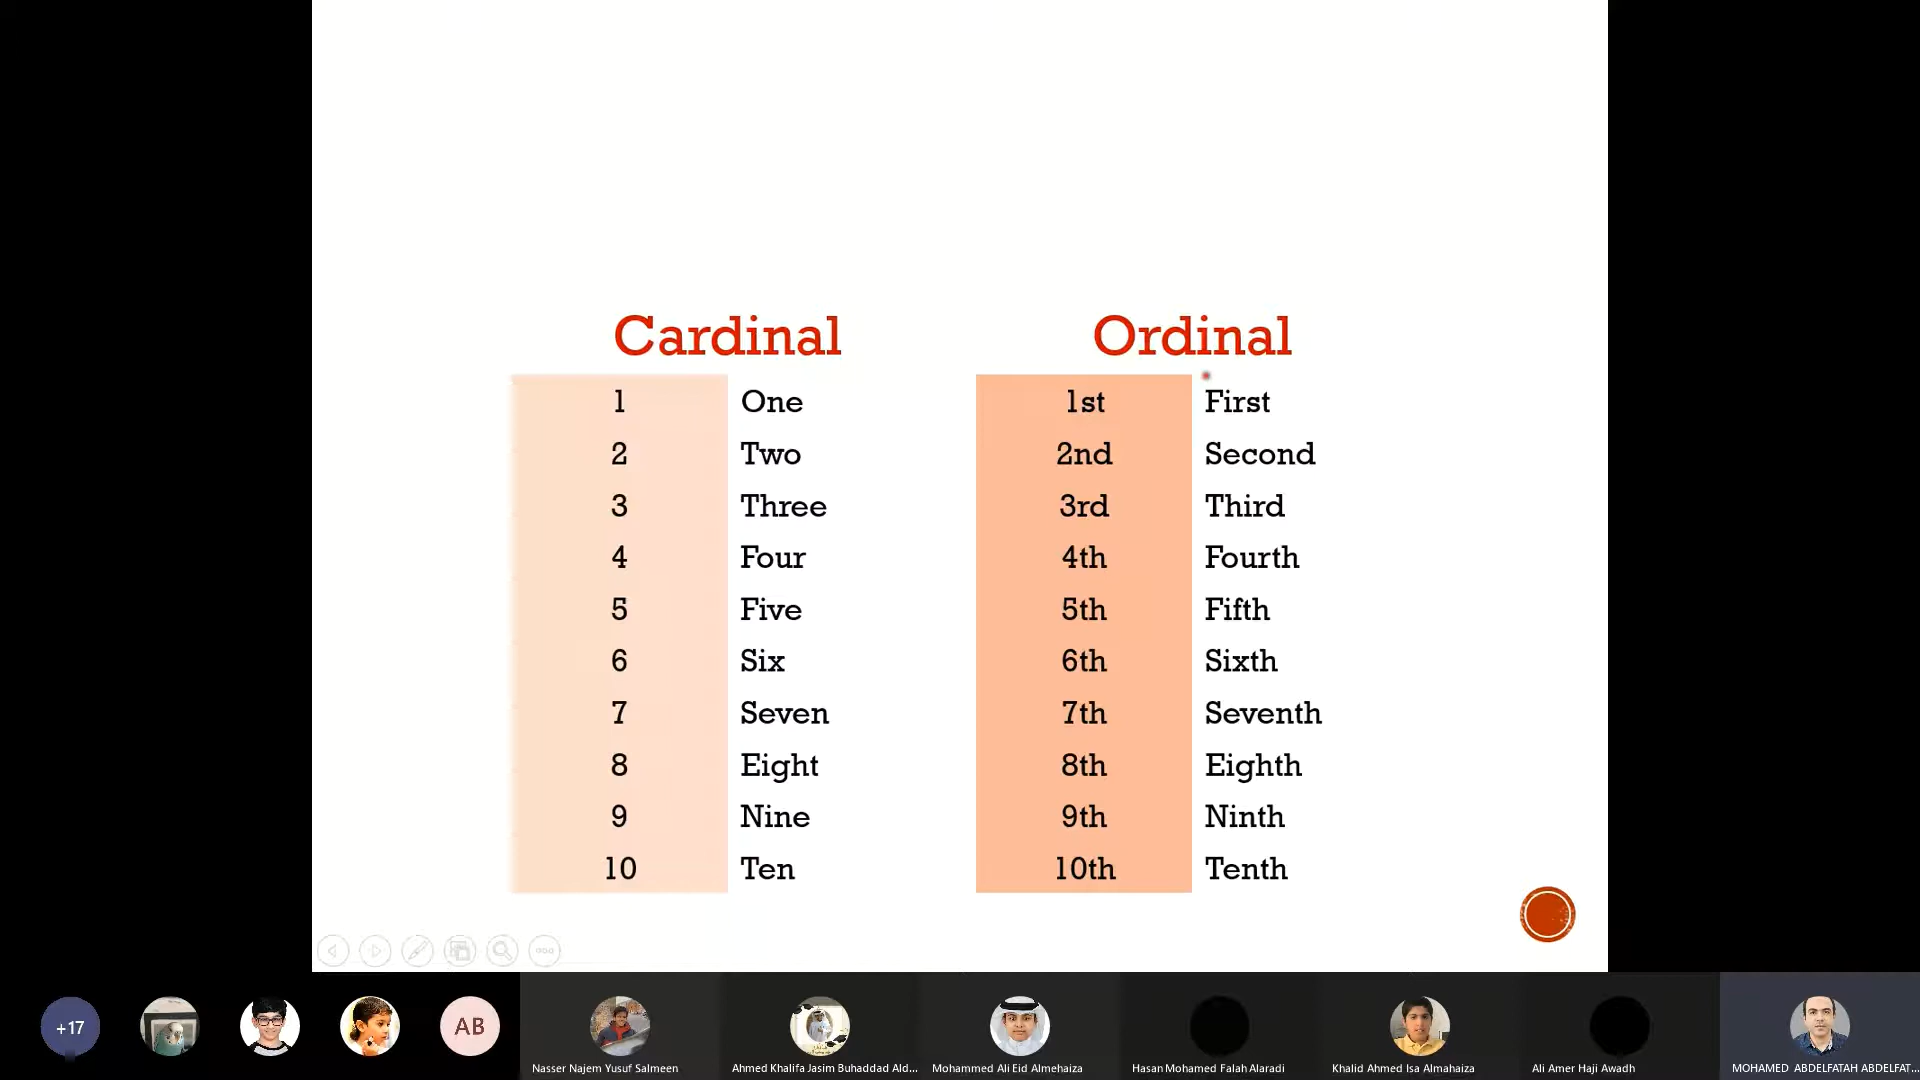 Cardinal Ordinal
1 One 1st First
2 Two 2nd Second
3 Three 3rd Third
4 Four 4th Fourth
5 Five 5th Fifth
6 Six 6th Sixth
7 Seven 7th Seventh
8 Eight 8th Eighth
9 Nine 9th Ninth
10 Ten 10th Tenth
+17 AB
Nasser Najem Yusuf Salmeen Ahmed Khalifa Jasim Buhaddad Ald... Mohammed Ali Eid Almehaiza Hasan Mohamed Falah Alaradi Khalid Ahmed Isa Almahaiza Ali Amer Haji Awadh MOHAMED ABDELFATAH ABDELFAT...